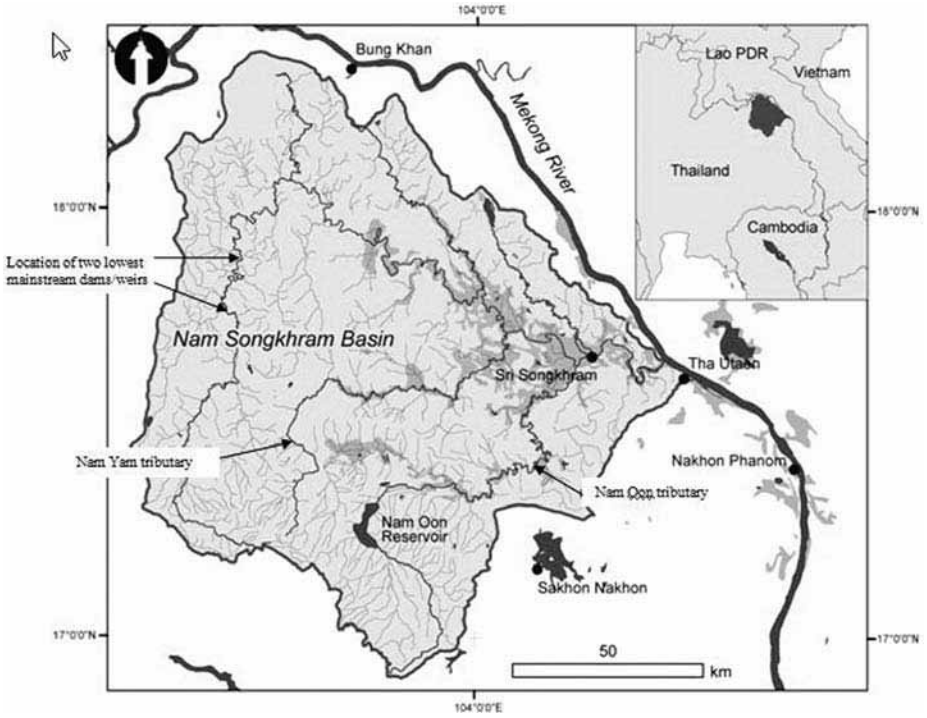 104°0'0"E
Bung Khan
Mekong River
Lao PDR
Vietnam
Thailand
Cambodia
18°0'0"N
18°0'0"N
Location of two lowest
mainstream dams/weirs
Nam Songkhram Basin
Sri Songkhram
Tha Utaen
Nam Yam tributary
Nakhon Phanom
Nam Oon tributary
Nam Oon
Reservoir
Sakhon Nakhon
17°0'0"N
17°0'0"N
50
km
104°0'0"E